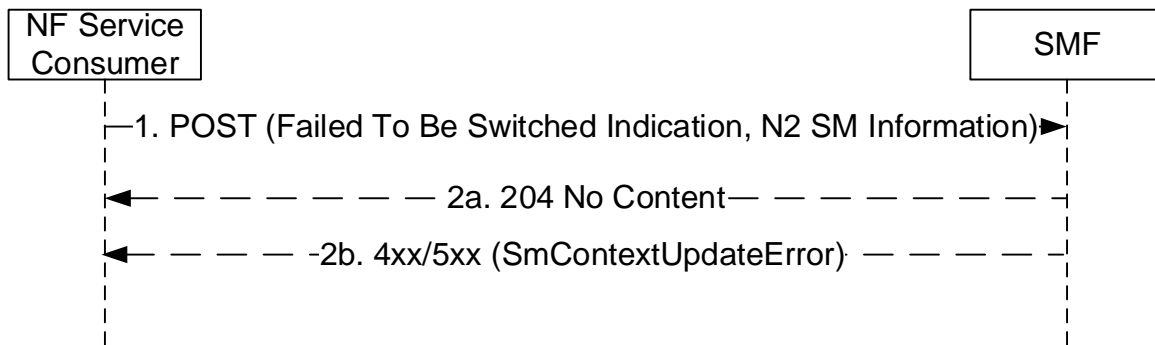 NF Service
Consumer
SMF
1. POST (Failed To Be Switched Indication, N2 SM Information)
2a. 204 No Content
2b. 4xx/5xx (SmContextUpdateError)